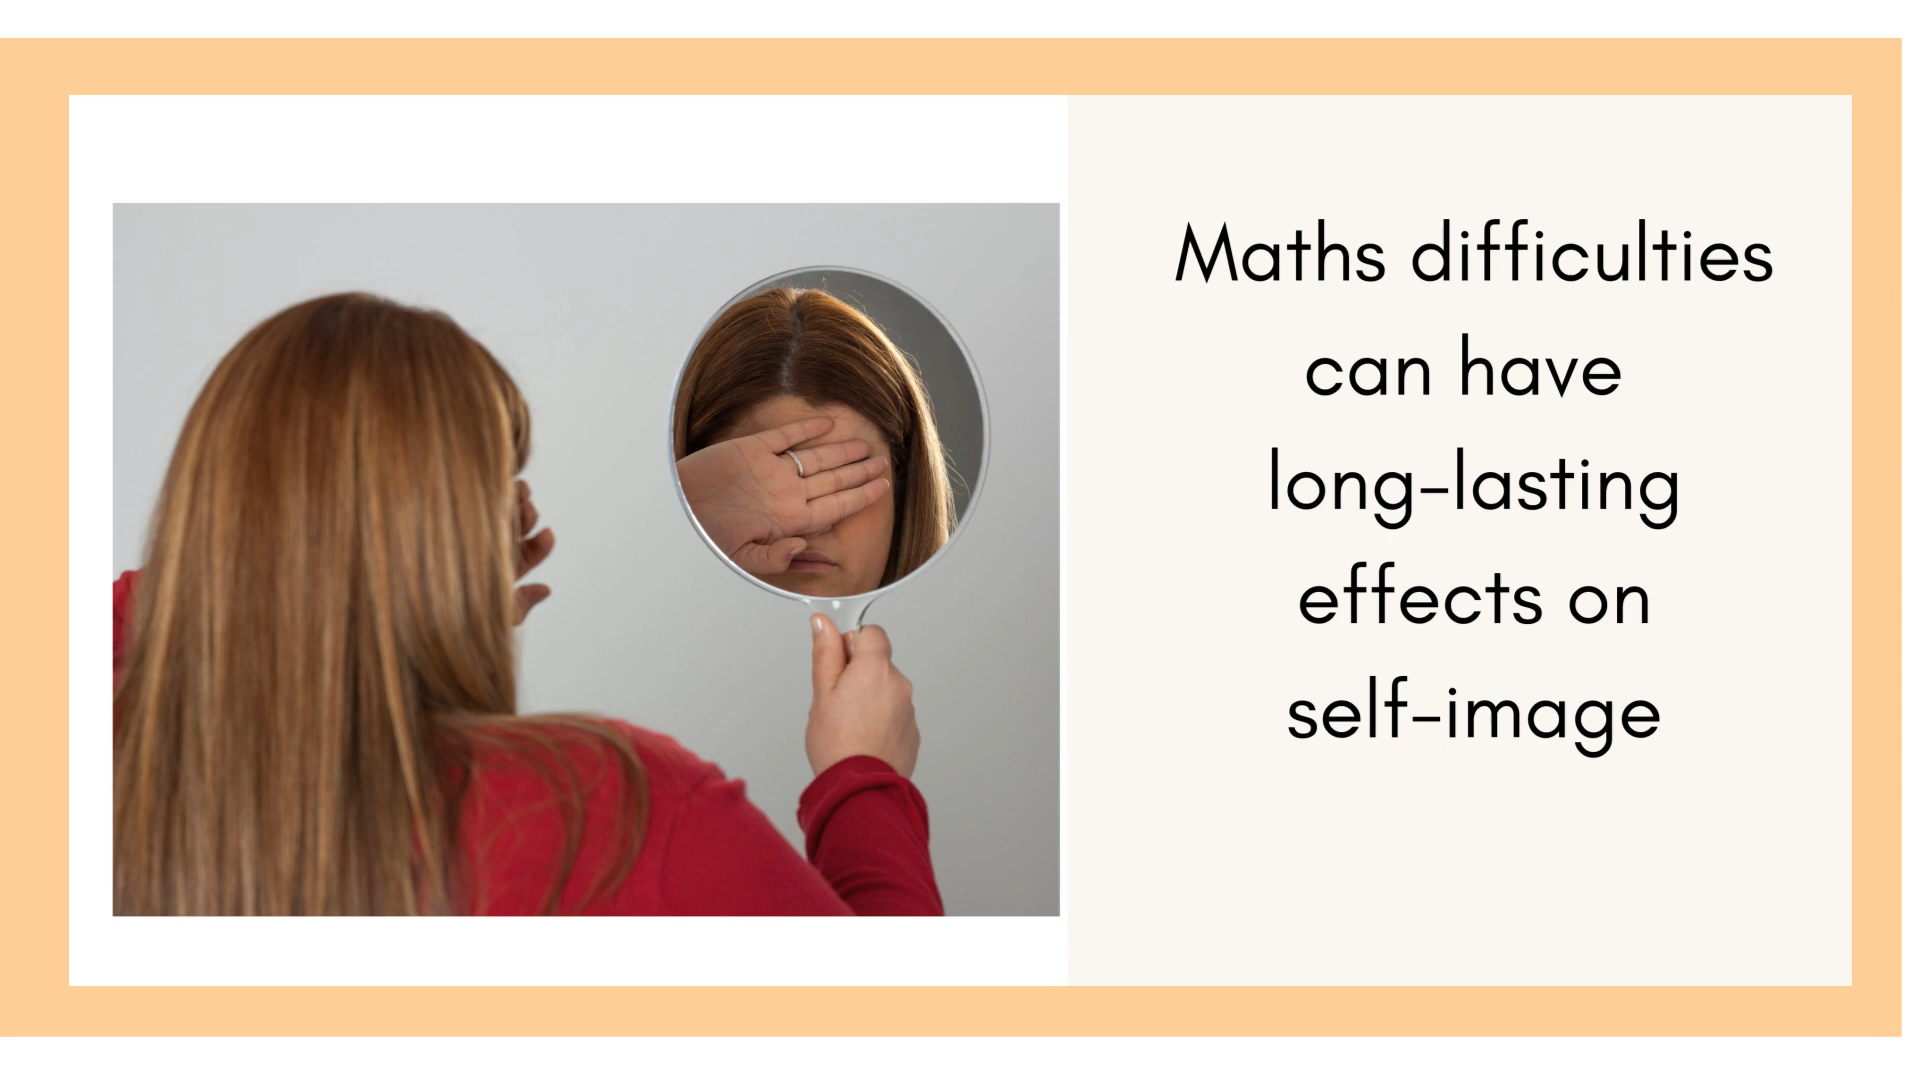 Maths difficulties
can have
long-lasting
effects on
self-image